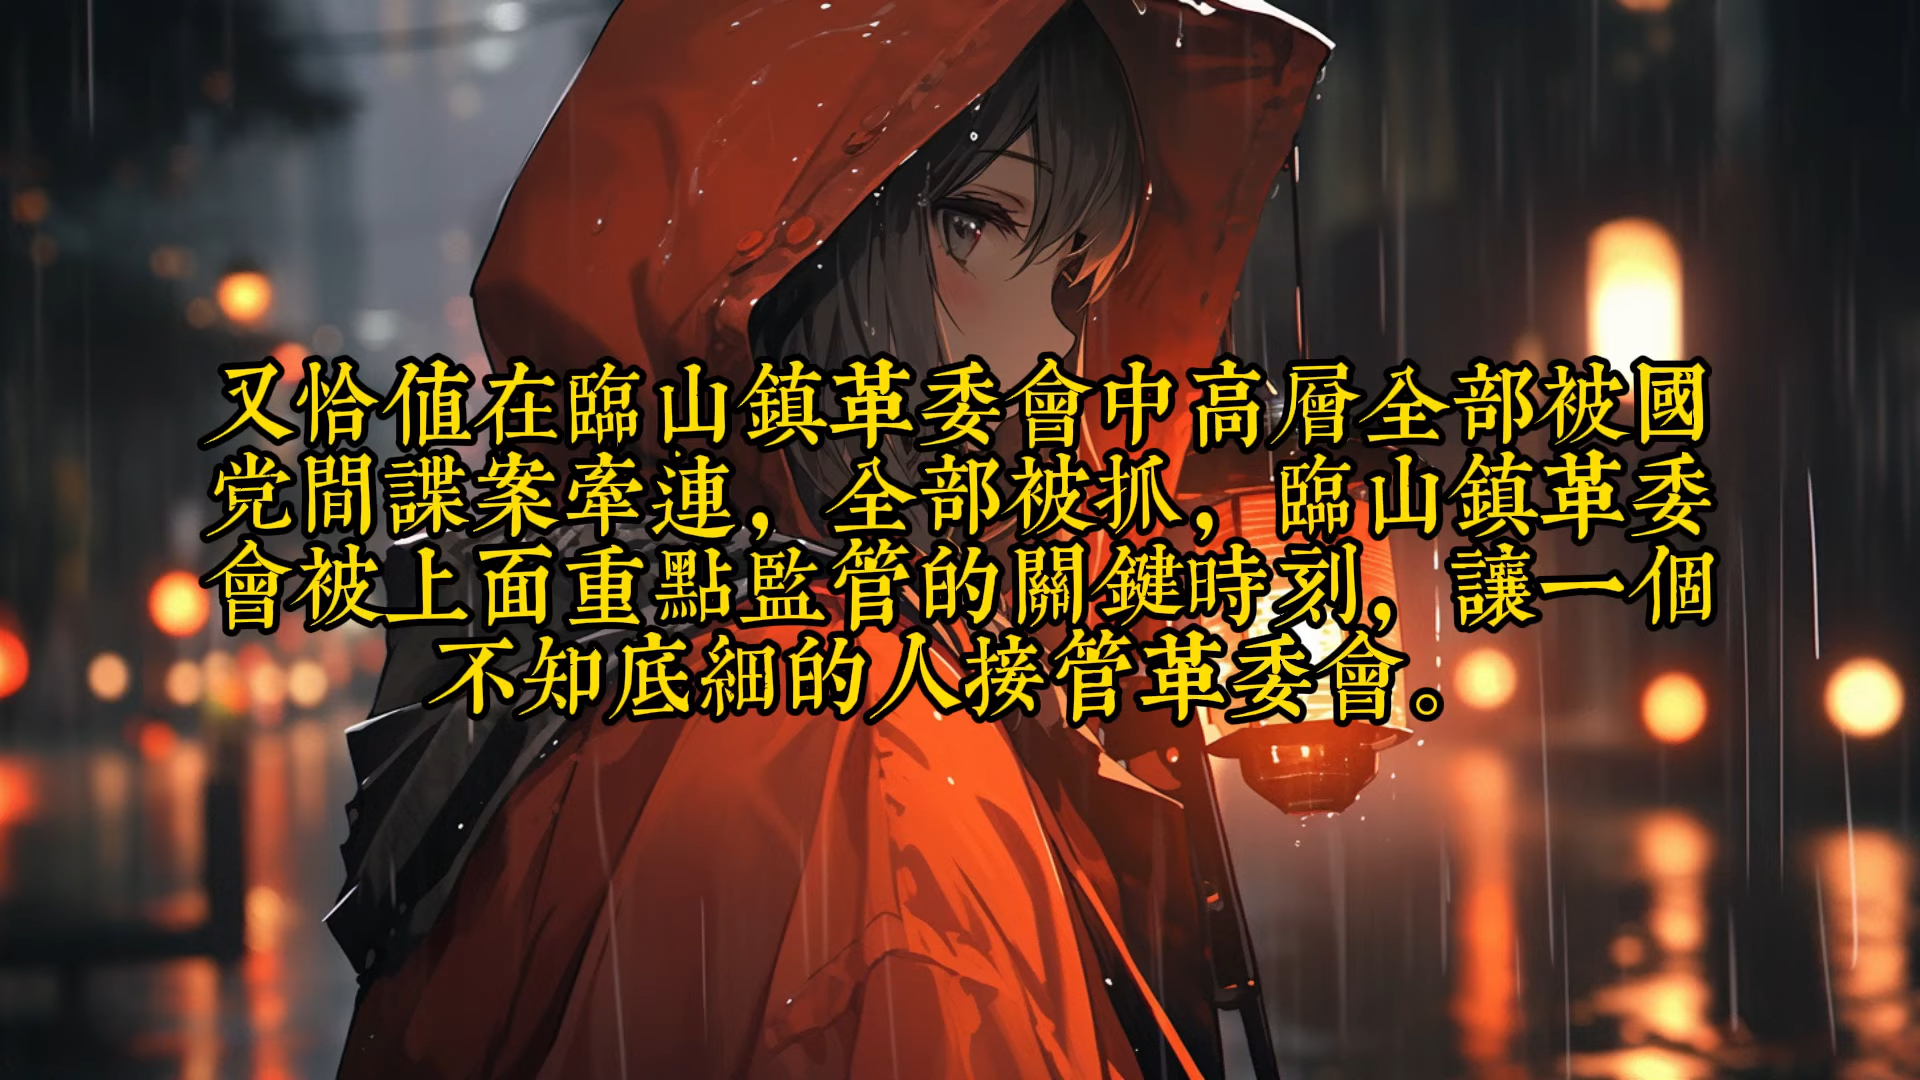 又恰值在臨山鎮革委會中高層全部被國
党間諜案牽連，全部被抓，臨山鎮革委
會被上面重點監管的關鍵時刻，讓一個
不知底細的人接管革委會。